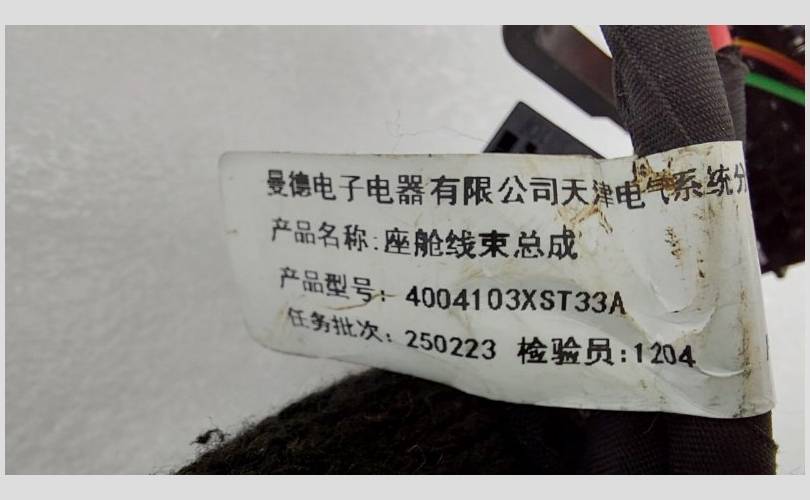 曼德电子电器有限公司天津电气系统分
产品名称:座舱线束总成
产品型号: 4004103XST33A
任务批次: 250223 检验员:1204